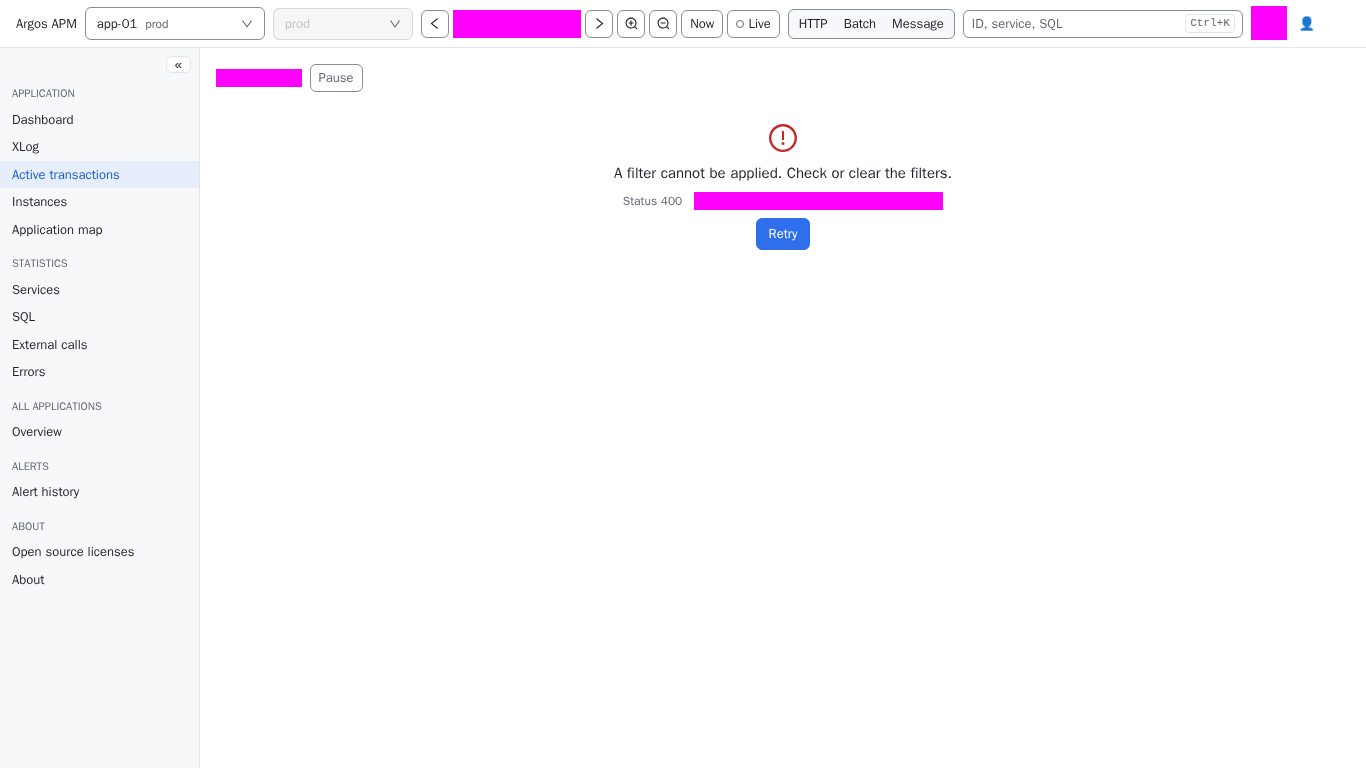 Argos APM app-01 prod prod Now Live HTTP Batch Message ID, service, SQL Ctrl+K
«
Pause
APPLICATION
Dashboard
XLog
Active transactions
Instances
Application map
STATISTICS
Services
SQL
External calls
Errors
ALL APPLICATIONS
Overview
ALERTS
Alert history
ABOUT
Open source licenses
About
A filter cannot be applied. Check or clear the filters.
Status 400
Retry